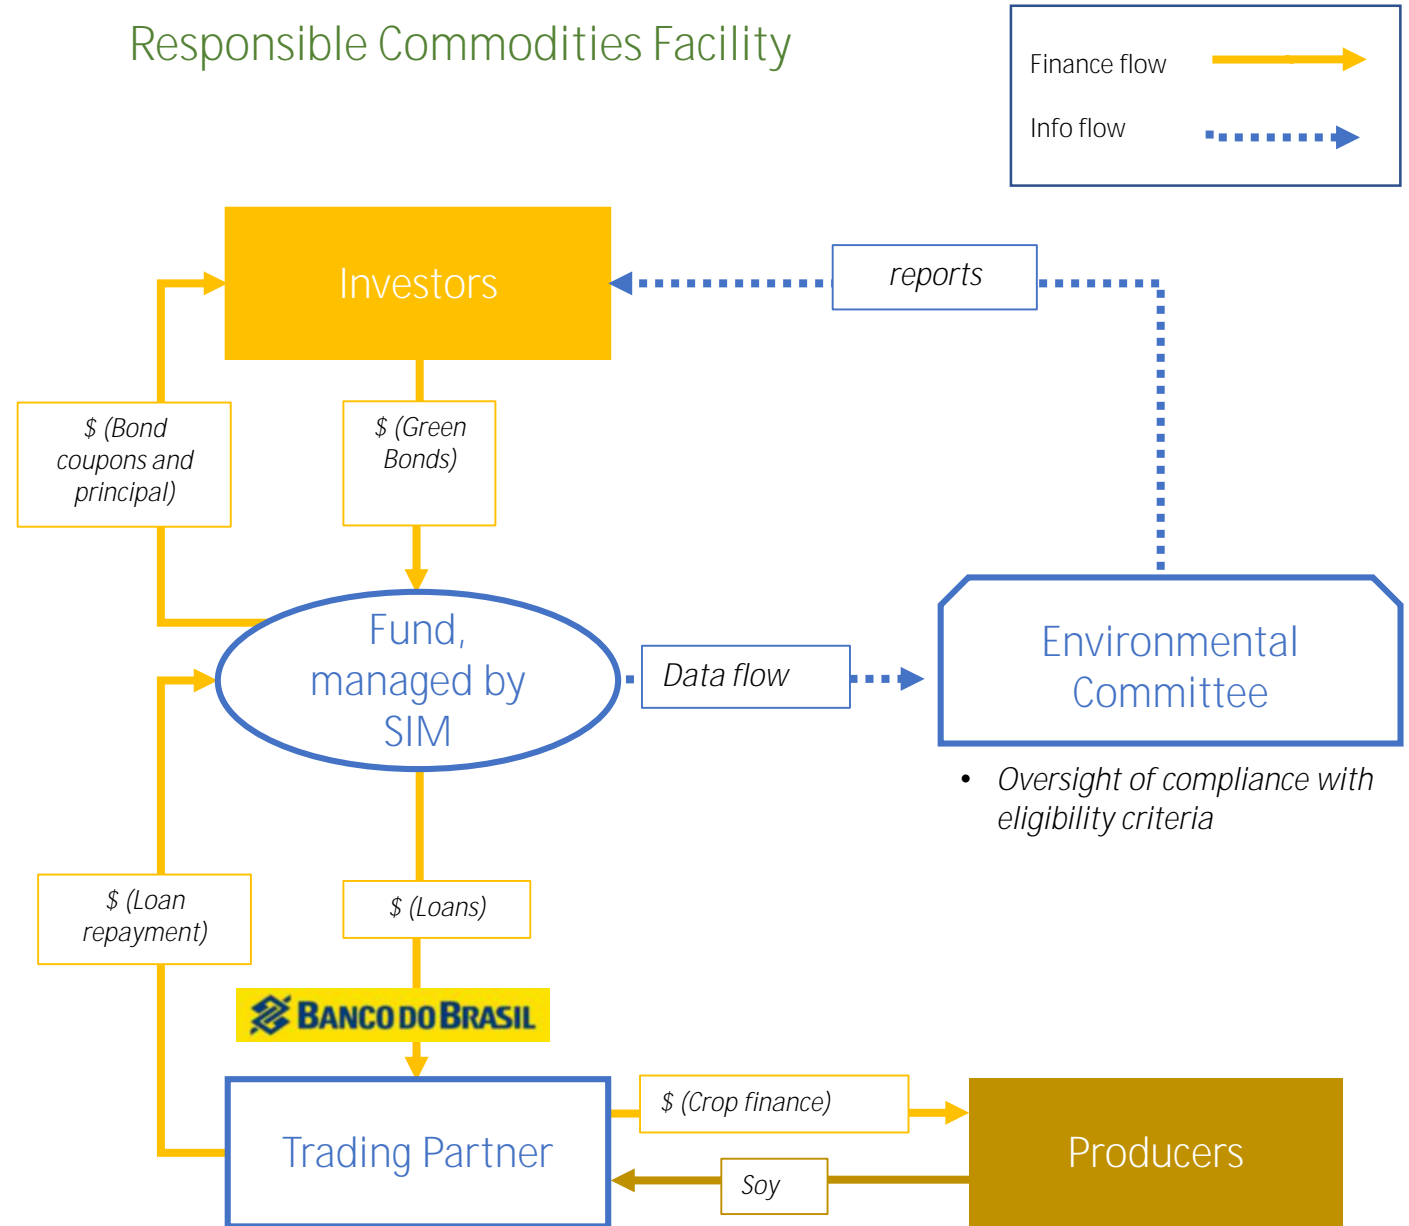 Responsible Commodities Facility
Finance flow
Info flow
Investors
reports
$ (Bond
coupons and
principal)
$ (Green
Bonds)
Fund,
managed by
SIM
Data flow
Environmental
Committee
• Oversight of compliance with
eligibility criteria
$ (Loan
repayment)
$ (Loans)
BANCO DO BRASIL
Trading Partner
$ (Crop finance)
Soy
Producers